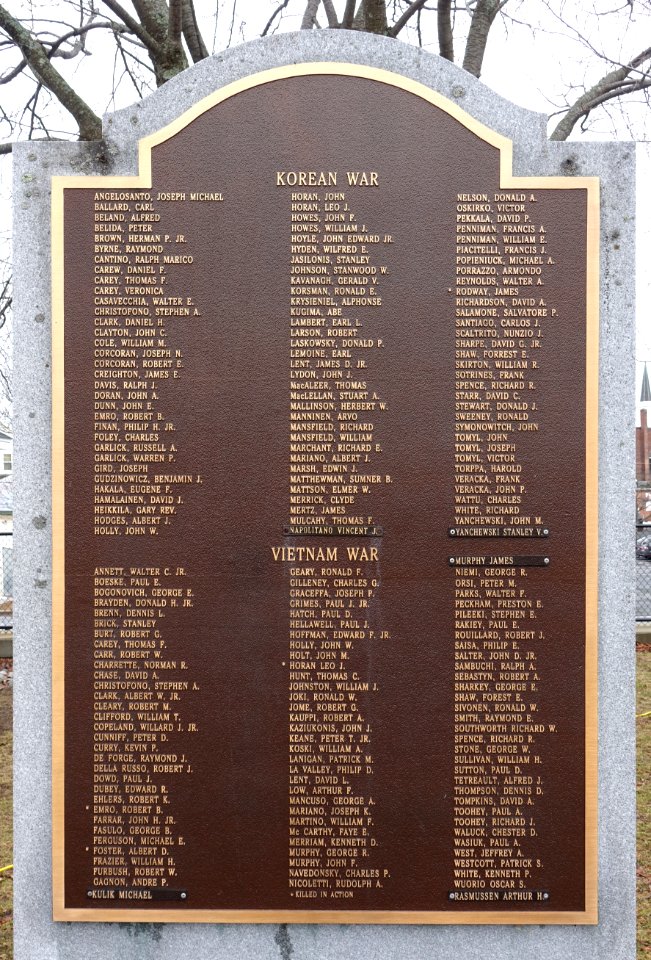 KOREAN WAR
ANGELOSANTO, JOSEPH MICHAEL
BALLARD, CARL
BELAND, ALFRED
BELIDA, PETER
BROWN, HERMAN P. JR.
BYRNE, RAYMOND
CANTINO, RALPH MARICO
CAREW, DANIEL F.
CAREY, THOMAS F.
CAREY, VERONICA
CASAVECCHIA, WALTER E.
CHRISTOFONO, STEPHEN A.
CLARK, DANIEL H.
CLAYTON, JOHN C.
COLE, WILLIAM M.
CORCORAN, JOSEPH N.
CORCORAN, ROBERT E.
CREIGHTON, JAMES E.
DAVIS, RALPH J.
DORAN, JOHN A.
DUNN, JOHN E.
EMRO, ROBERT B.
FINAN, PHILIP H. JR.
FOLEY, CHARLES
GARLICK, RUSSELL A.
GARLICK, WARREN P.
GIRD, JOSEPH
GUDZINOWICZ, BENJAMIN J.
HAKALA, EUGENE F.
HAMALAINEN, DAVID J.
HEIKKILA, GARY REV.
HODGES, ALBERT J.
HOLLY, JOHN W.
HORAN, JOHN
HORAN, LEO J.
HOWES, JOHN F.
HOWES, WILLIAM J.
HOYLE, JOHN EDWARD JR.
HYDEN, WILFRED E.
JASILONIS, STANLEY
JOHNSON, STANWOOD W.
KAVANAGH, GERALD V.
KORSMAN, RONALD E.
KRYSIENIEL, ALPHONSE
KUGIMA, ABE
LAMBERT, EARL L.
LARSON, ROBERT
LASKOWSKY, DONALD P.
LEMOINE, EARL
LENT, JAMES D. JR.
LYDON, JOHN J.
MacALEER, THOMAS
MacLELLAN, STUART A.
MALLINSON, HERBERT W.
MANNINEN, ARVO
MANSFIELD, RICHARD
MANSFIELD, WILLIAM
MARCHANT, RICHARD E.
MARIANO, ALBERT J.
MARSH, EDWIN J.
MATTHEWMAN, SUMNER B.
MATTSON, ELMER W.
MERRICK, CLYDE
MERTZ, JAMES
MULCAHY, THOMAS F.
NAPOLITANO VINCENT J.
NELSON, DONALD A.
OSKIRKO, VICTOR
PEKKALA, DAVID P.
PENNIMAN, FRANCIS A.
PENNIMAN, WILLIAM E.
PIACITELLI, FRANCIS J.
POPIENIUCK, MICHAEL A.
PORRAZZO, ARMONDO
REYNOLDS, WALTER A.
* RODWAY, JAMES
RICHARDSON, DAVID A.
SALAMONE, SALVATORE P.
SANTIAGO, CARLOS J.
SCALTRITO, NUNZIO J.
SHARPE, DAVID G. JR.
SHAW, FORREST E.
SKIRTON, WILLIAM R.
SOTRINES, FRANK
SPENCE, RICHARD R.
STARR, DAVID C.
STEWART, DONALD J.
SWEENEY, RONALD
SYMONOWITCH, JOHN
TOMYL, JOHN
TOMYL, JOSEPH
TOMYL, VICTOR
TORPPA, HAROLD
VERACKA, FRANK
VERACKA, JOHN P.
WATTU, CHARLES
WHITE, RICHARD
YANCHEWSKI, JOHN M.
YANCHEWSKI STANLEY V.
VIETNAM WAR
ANNETT, WALTER C. JR.
BOESKE, PAUL E.
BOGONOVICH, GEORGE E.
BRAYDEN, DONALD H. JR.
BRENN, DENNIS L.
BRICK, STANLEY
BURT, ROBERT G.
CAREY, THOMAS F.
CARR, ROBERT W.
CHARRETTE, NORMAN R.
CHASE, DAVID A.
CHRISTOFONO, STEPHEN A.
CLARK, ALBERT W. JR.
CLEARY, ROBERT M.
CLIFFORD, WILLIAM T.
COPELAND, WILLARD J. JR.
CUNNIFF, PETER D.
CURRY, KEVIN P.
DE FORGE, RAYMOND J.
DELLA RUSSO, ROBERT J.
DOWD, PAUL J.
DUBEY, EDWARD R.
EHLERS, ROBERT K.
* EMRO, ROBERT B.
FARRAR, JOHN H. JR.
FASULO, GEORGE B.
FERGUSON, MICHAEL E.
* FOSTER, ALBERT D.
FRAZIER, WILLIAM H.
FURBUSH, ROBERT W.
GAGNON, ANDRE P.
KULIK MICHAEL
GEARY, RONALD F.
GILLENEY, CHARLES G.
GRACEFFA, JOSEPH P.
GRIMES, PAUL J. JR.
HATCH, PAUL D.
HELLAWELL, PAUL J.
HOFFMAN, EDWARD F. JR.
HOLLY, JOHN W.
HOLT, JOHN M.
* HORAN LEO J.
HUNT, THOMAS C.
JOHNSTON, WILLIAM J.
JOKI, RONALD W.
JOME, ROBERT G.
KAUPPI, ROBERT A.
KAZIUKONIS, JOHN J.
KEANE, PETER T. JR.
KOSKI, WILLIAM A.
LANIGAN, PATRICK M.
LA VALLEY, PHILIP D.
LENT, DAVID L.
LOW, ARTHUR F.
MANCUSO, GEORGE A.
MARIANO, JOSEPH K.
MARTINO, WILLIAM F.
Mc CARTHY, FAYE E.
MERRIAM, KENNETH D.
MURPHY, GEORGE R.
MURPHY, JOHN F.
NAVEDONSKY, CHARLES P.
NICOLETTI, RUDOLPH A.
* KILLED IN ACTION
MURPHY JAMES
NIEMI, GEORGE R.
ORSI, PETER M.
PARKS, WALTER F.
PECKHAM, PRESTON E.
PILEEKI, STEPHEN E.
RAKIEY, PAUL E.
ROUILLARD, ROBERT J.
SAISA, PHILIP E.
SALTER, JOHN D. JR.
SAMBUCHI, RALPH A.
SEBASTYN, ROBERT A.
SHARKEY, GEORGE E.
SHAW, FOREST E.
SIVONEN, RONALD W.
SMITH, RAYMOND E.
SOUTHWORTH RICHARD W.
SPENCE, RICHARD R.
STONE, GEORGE W.
SULLIVAN, WILLIAM H.
SUTTON, PAUL D.
TETREAULT, ALFRED J.
THOMPSON, DENNIS D.
TOMPKINS, DAVID A.
TOOHEY, PAUL A.
TOOHEY, RICHARD J.
WALUCK, CHESTER D.
WASIUK, PAUL A.
WEST, JEFFREY A.
WESTCOTT, PATRICK S.
WHITE, KENNETH P.
WUORIO OSCAR S.
RASMUSSEN ARTHUR H.